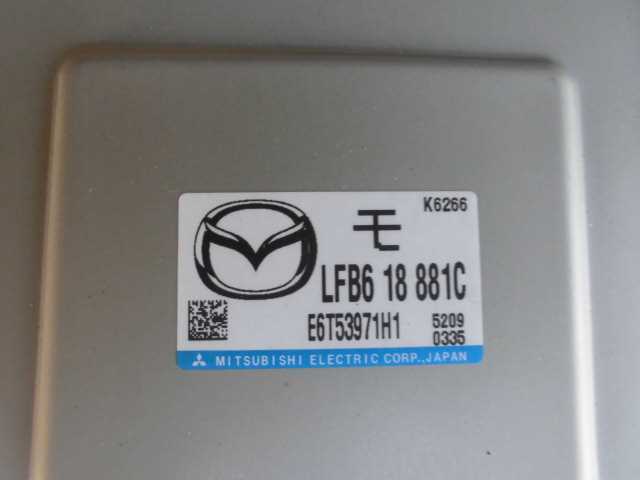 K6266
モ
LFB6 18 881C
E6T53971H1 5209
0335
MITSUBISHI ELECTRIC CORP.,JAPAN